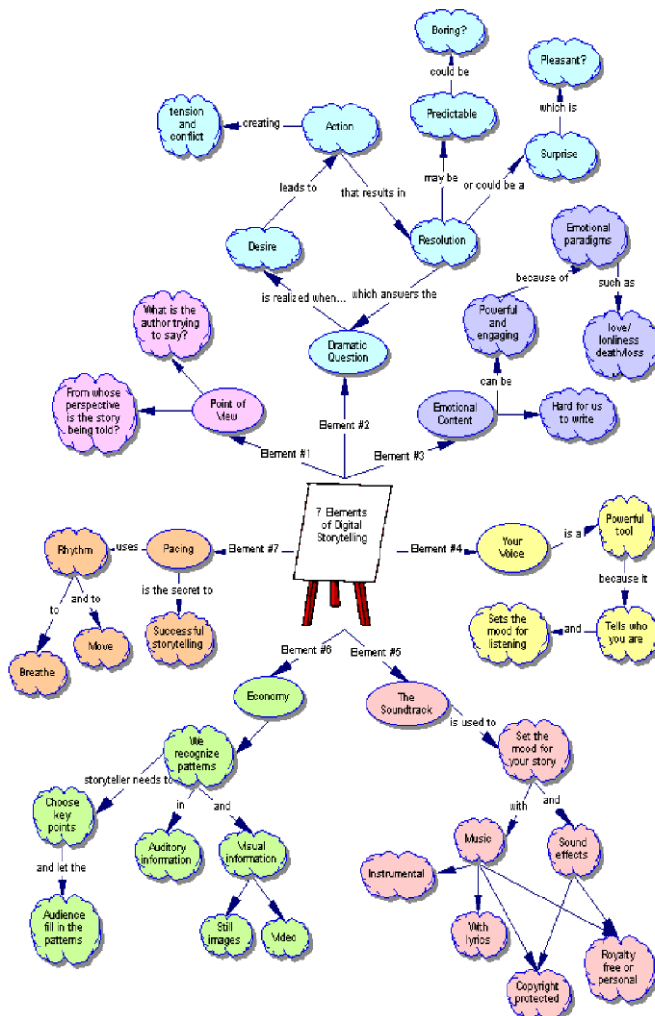 Boring?
could be
Pleasant?
which is
tension
and
conflict
creating
Action
Predictable
Surprise
leads to
that results in
may be
or could be a
Desire
Resolution
Emotional
paradigms
is realized when...
which answers the
because of
such as
What is the
author trying
to say?
Dramatic
Question
Powerful
and
engaging
love/
lonliness
death/loss
From whose
perspective
is the story
being told?
Point of
View
can be
Emotional
Content
Hard for us
to write
Element #1
Element #2
Element #3
7 Elements
of Digital
Storytelling
Rhythm
uses
Pacing
Element #7
Element #4
Your
Voice
is a
Powerful
tool
to
and to
is the secret to
because it
Breathe
Move
Successful
storytelling
Sets the
mood for
listening
and
Tells who
you are
Element #6
Element #5
Economy
The
Soundtrack
is used to
We
recognize
patterns
Set the
mood for
your story
storyteller needs to
in
and
with
and
Choose
key
points
Auditory
information
Visual
information
Music
Sound
effects
and let the
Instrumental
Audience
fill in the
patterns
Still
images
Video
With
lyrics
Copyright
protected
Royalty
free or
personal